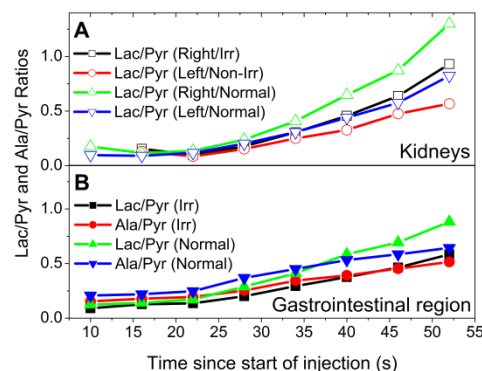 A
Lac/Pyr (Right/Irr)
Lac/Pyr (Left/Non-Irr)
Lac/Pyr (Right/Normal)
Lac/Pyr (Left/Normal)
Kidneys
1.0
0.5
0.0
B
Lac/Pyr (Irr)
Ala/Pyr (Irr)
Lac/Pyr (Normal)
Ala/Pyr (Normal)
Gastrointestinal region
1.0
0.5
0.0
Lac/Pyr and Ala/Pyr Ratios
10 15 20 25 30 35 40 45 50 55
Time since start of injection (s)